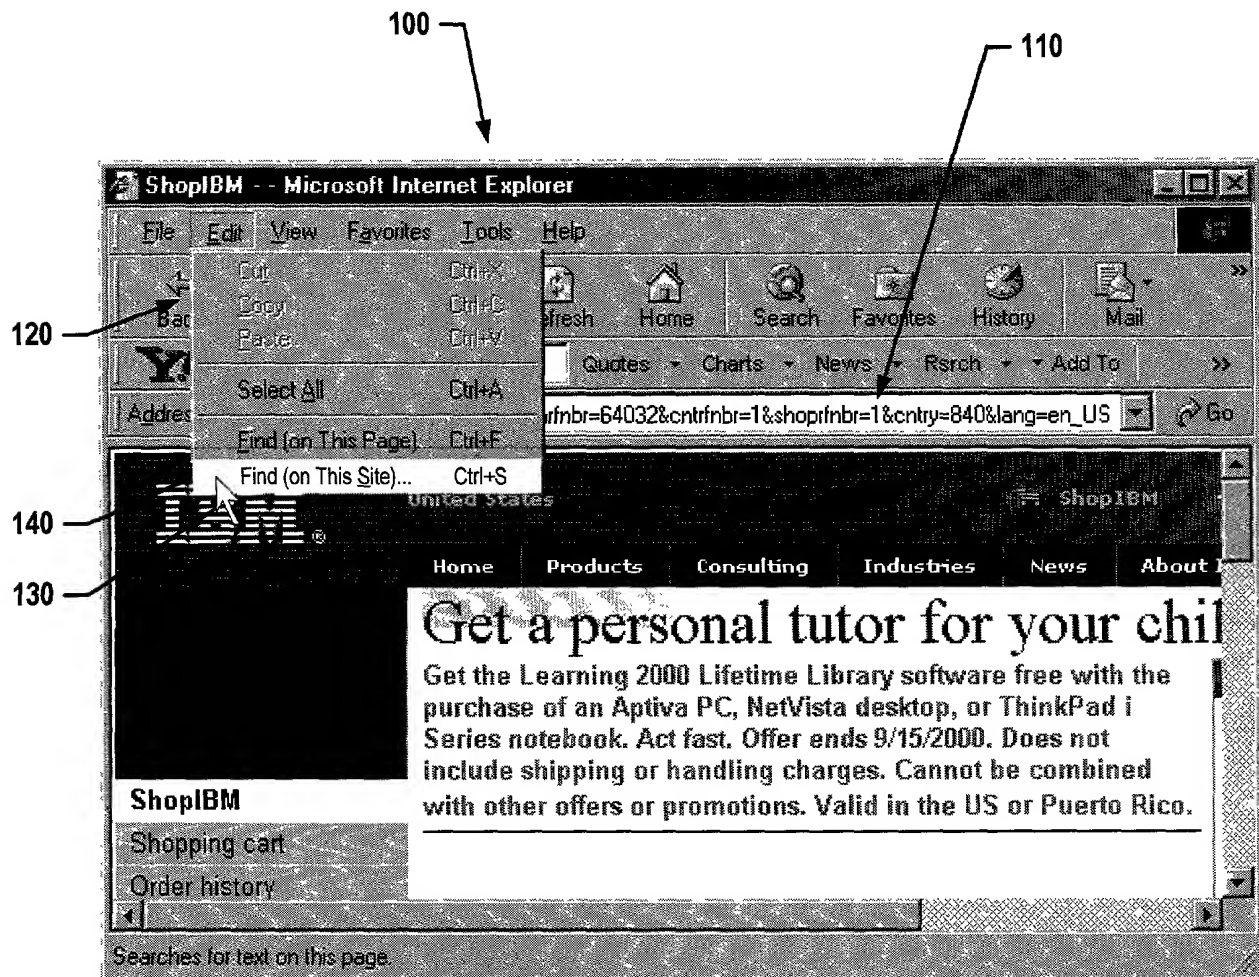 100
110
ShopIBM -- Microsoft Internet Explorer
File Edit View Favorites Tools Help
Cut Ctrl+X
Copy Ctrl+C
Paste Ctrl+V
Select All Ctrl+A
Find (on This Page)... Ctrl+F
Find (on This Site)... Ctrl+S
Home Search Favorites History Mail »
120
Y! Quotes Charts News Rsrch Add To »
rfnbr=64032&cntrfnbr=1&shoprfnbr=1&cntry=840&lang=en_US Go
140
130
IBM®
United States ShopIBM
Home Products Consulting Industries News About
Get a personal tutor for your chil
Get the Learning 2000 Lifetime Library software free with the
purchase of an Aptiva PC, NetVista desktop, or ThinkPad i
Series notebook. Act fast. Offer ends 9/15/2000. Does not
include shipping or handling charges. Cannot be combined
with other offers or promotions. Valid in the US or Puerto Rico.
ShopIBM
Shopping cart
Order history
Searches for text on this page.